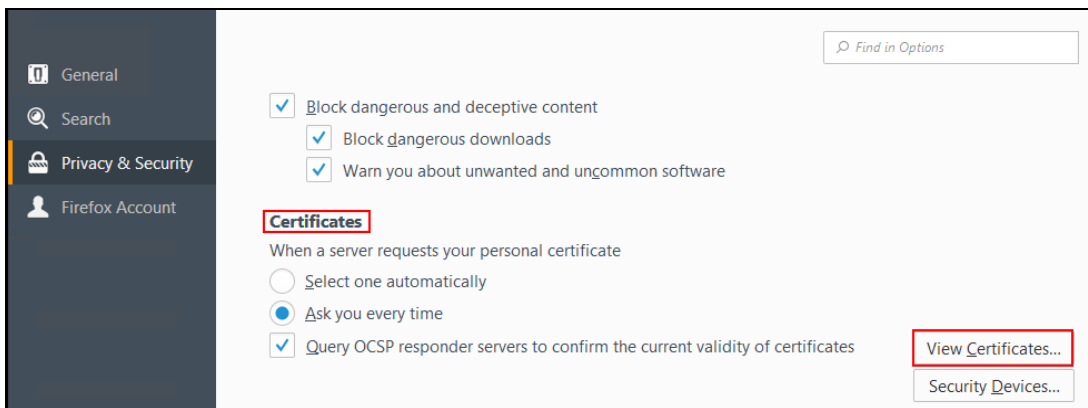 Find in Options
General
Search
Privacy & Security
Firefox Account
Block dangerous and deceptive content
Block dangerous downloads
Warn you about unwanted and uncommon software
Certificates
When a server requests your personal certificate
Select one automatically
Ask you every time
Query OCSP responder servers to confirm the current validity of certificates
View Certificates...
Security Devices...